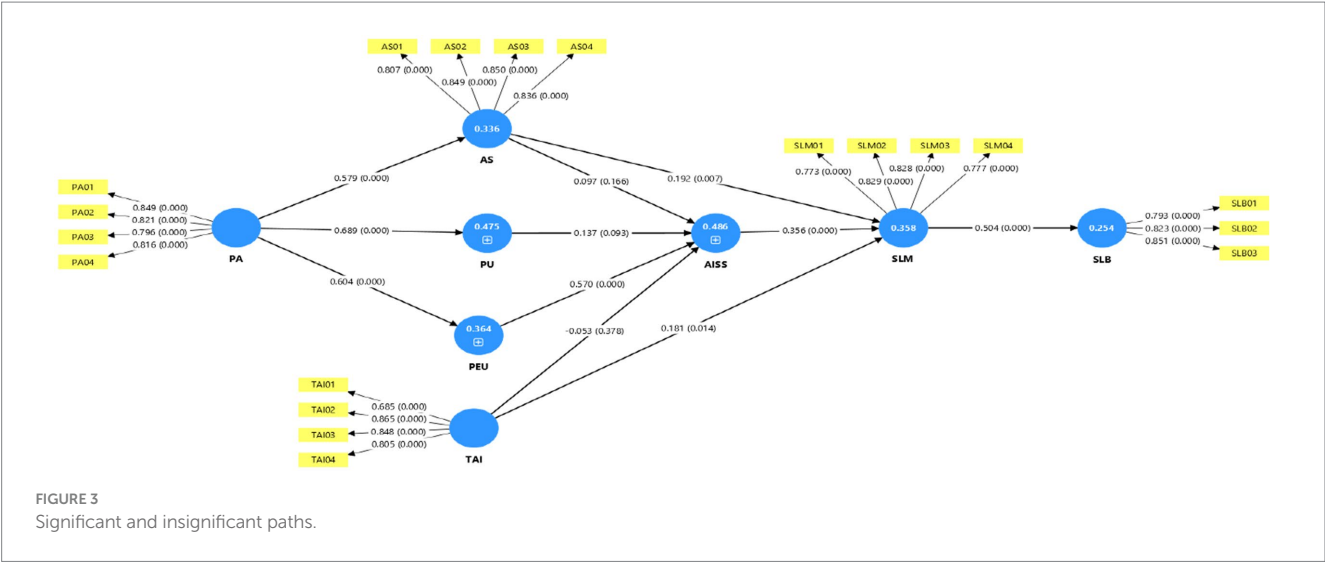 AS01
AS02
AS03
AS04
0.807 (0.000)
0.849 (0.000)
0.850 (0.000)
0.836 (0.000)
0.336
AS
PA01
PA02
PA03
PA04
0.849 (0.000)
0.821 (0.000)
0.796 (0.000)
0.816 (0.000)
PA
0.579 (0.000)
0.689 (0.000)
0.604 (0.000)
0.475
PU
0.364
PEU
0.192 (0.007)
0.097 (0.166)
0.137 (0.093)
0.570 (0.000)
-0.053 (0.378)
0.181 (0.014)
0.486
AISS
0.356 (0.000)
SLM01
SLM02
SLM03
SLM04
0.773 (0.000)
0.829 (0.000)
0.828 (0.000)
0.777 (0.000)
0.358
SLM
0.504 (0.000)
0.254
SLB
0.793 (0.000)
0.823 (0.000)
0.851 (0.000)
SLB01
SLB02
SLB03
TAI01
TAI02
TAI03
TAI04
0.685 (0.000)
0.865 (0.000)
0.848 (0.000)
0.805 (0.000)
TAI
FIGURE 3
Significant and insignificant paths.